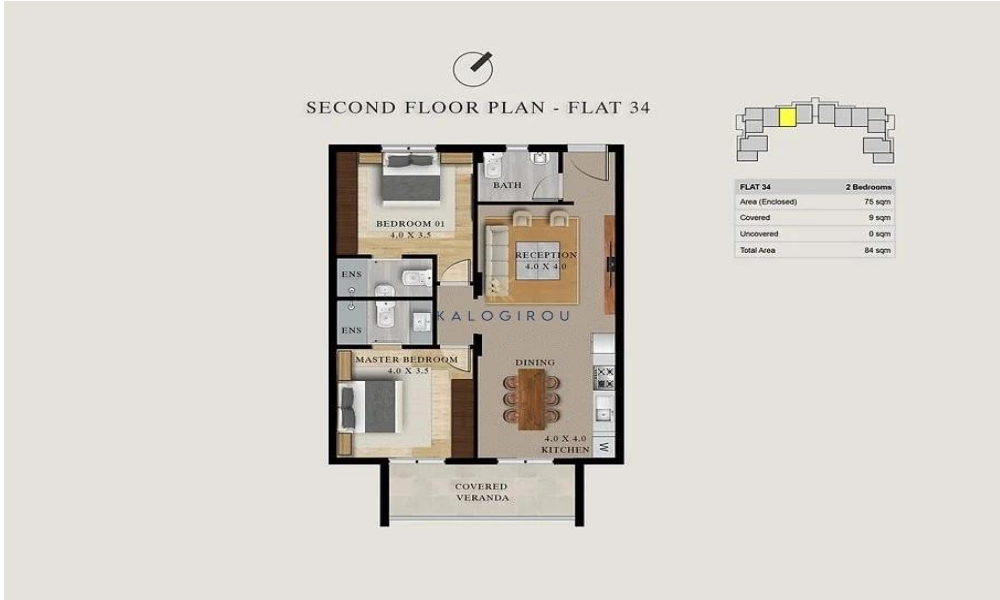 SECOND FLOOR PLAN - FLAT 34
FLAT 34 2 Bedrooms
Area (Enclosed) 75 sqm
Covered 9 sqm
Uncovered 0 sqm
Total Area 84 sqm
BATH
BEDROOM 01
4.0 X 3.5
RECEPTION
4.0 X 4.0
ENS
KALOGIROU
ENS
MASTER BEDROOM
4.0 X 3.5
DINING
4.0 X 4.0
KITCHEN
W
COVERED
VERANDA